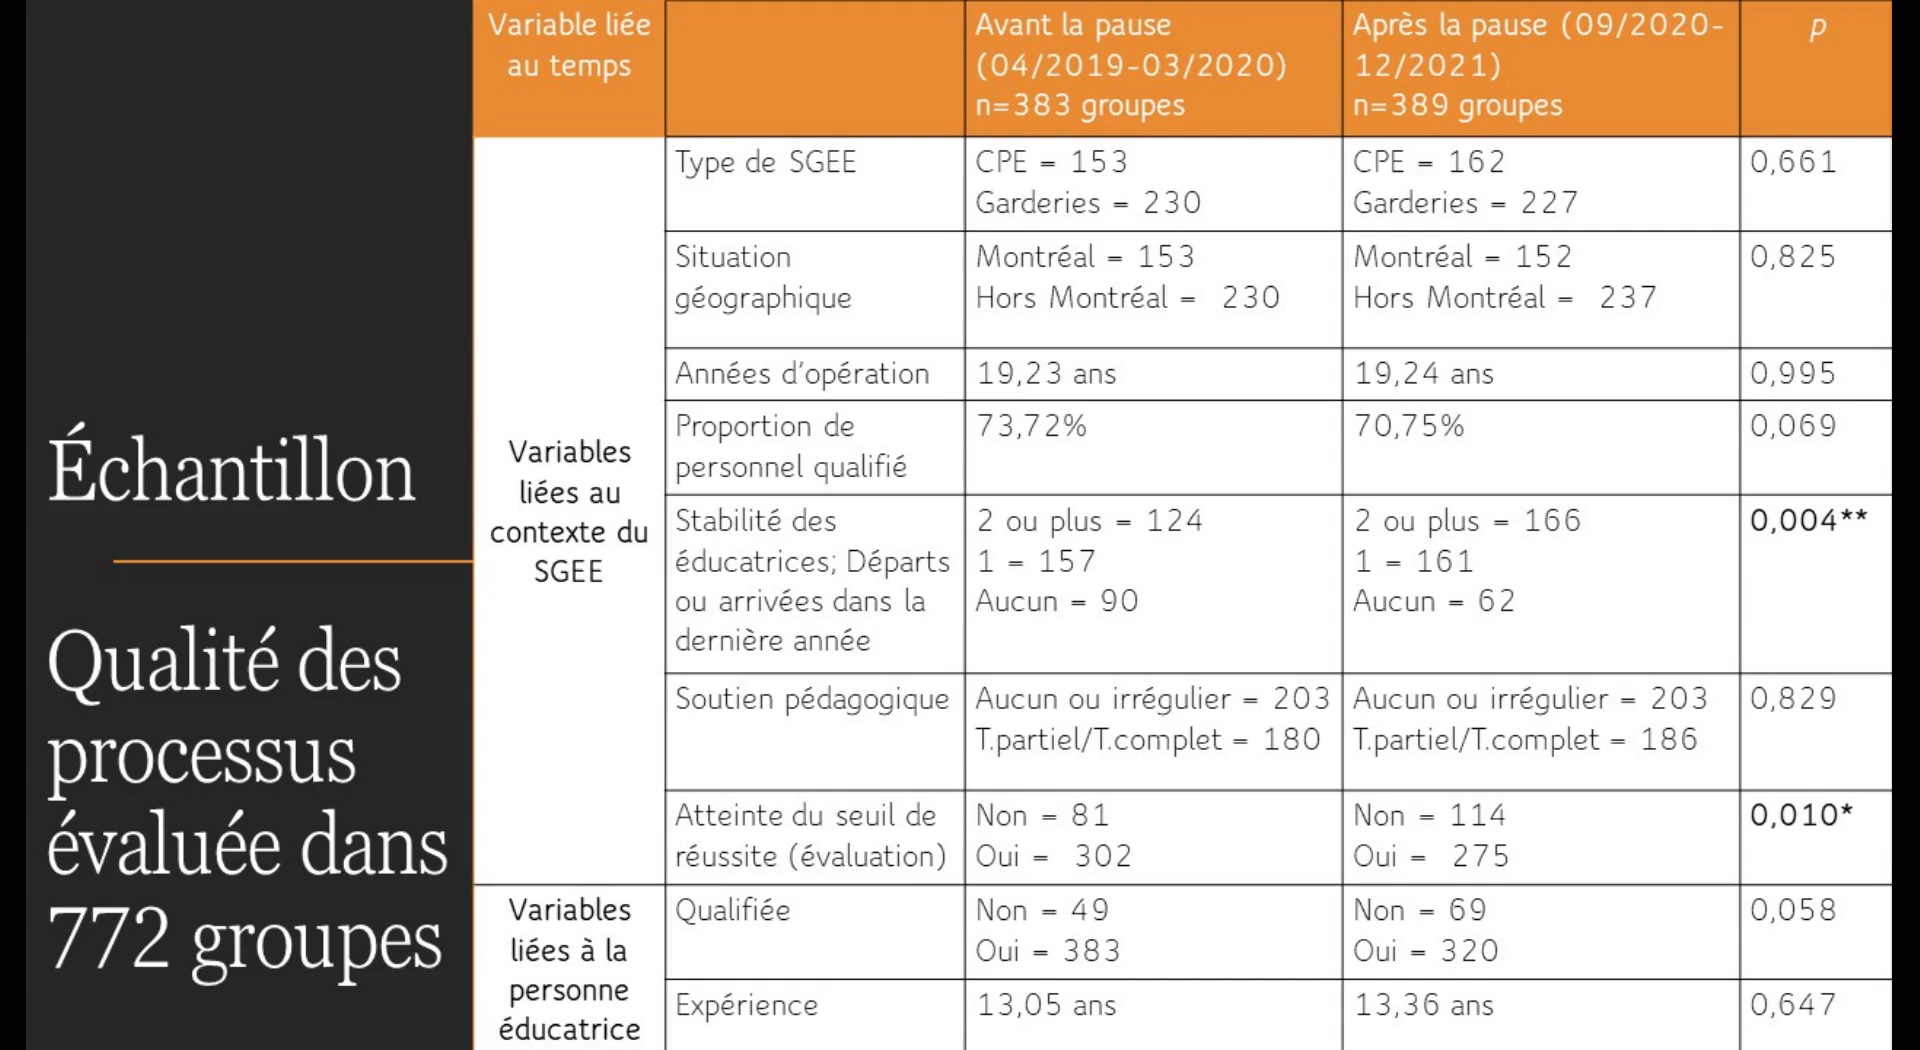 Échantillon
Qualité des
processus
évaluée dans
772 groupes
Variable liée
au temps
Avant la pause
(04/2019-03/2020)
n=383 groupes
Après la pause (09/2020-
12/2021)
n=389 groupes
p
Variables
liées au
contexte du
SGEE
Type de SGEE
CPE = 153
Garderies = 230
CPE = 162
Garderies = 227
0,661
Situation
géographique
Montréal = 153
Hors Montréal = 230
Montréal = 152
Hors Montréal = 237
0,825
Années d'opération
19,23 ans
19,24 ans
0,995
Proportion de
personnel qualifié
73,72%
70,75%
0,069
Stabilité des
éducatrices; Départs
ou arrivées dans la
dernière année
2 ou plus = 124
1 = 157
Aucun = 90
2 ou plus = 166
1 = 161
Aucun = 62
0,004**
Soutien pédagogique
Aucun ou irrégulier = 203
T.partiel/T.complet = 180
Aucun ou irrégulier = 203
T.partiel/T.complet = 186
0,829
Atteinte du seuil de
réussite (évaluation)
Non = 81
Oui = 302
Non = 114
Oui = 275
0,010*
Variables
liées à la
personne
éducatrice
Qualifiée
Non = 49
Oui = 383
Non = 69
Oui = 320
0,058
Expérience
13,05 ans
13,36 ans
0,647